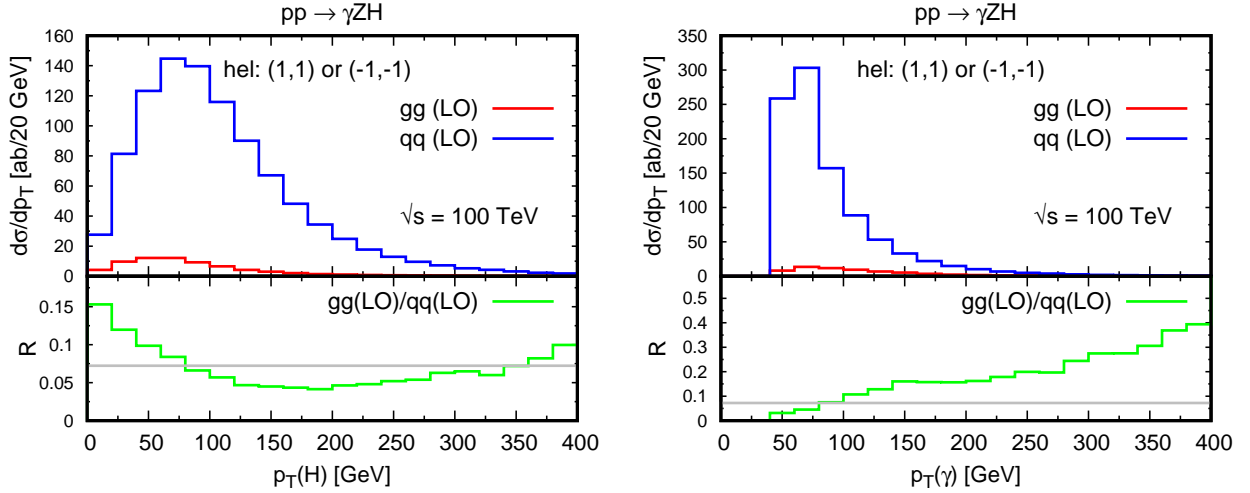 pp → γZH
dσ/dp_T [ab/20 GeV]
160
140
120
100
80
60
40
20
0
hel: (1,1) or (-1,-1)
gg (LO)
qq (LO)
√s = 100 TeV
R
0.15
0.1
0.05
0
gg(LO)/qq(LO)
0 50 100 150 200 250 300 350 400
p_T(H) [GeV]
pp → γZH
dσ/dp_T [ab/20 GeV]
350
300
250
200
150
100
50
0
hel: (1,1) or (-1,-1)
gg (LO)
qq (LO)
√s = 100 TeV
R
0.5
0.4
0.3
0.2
0.1
0
gg(LO)/qq(LO)
0 50 100 150 200 250 300 350 400
p_T(γ) [GeV]